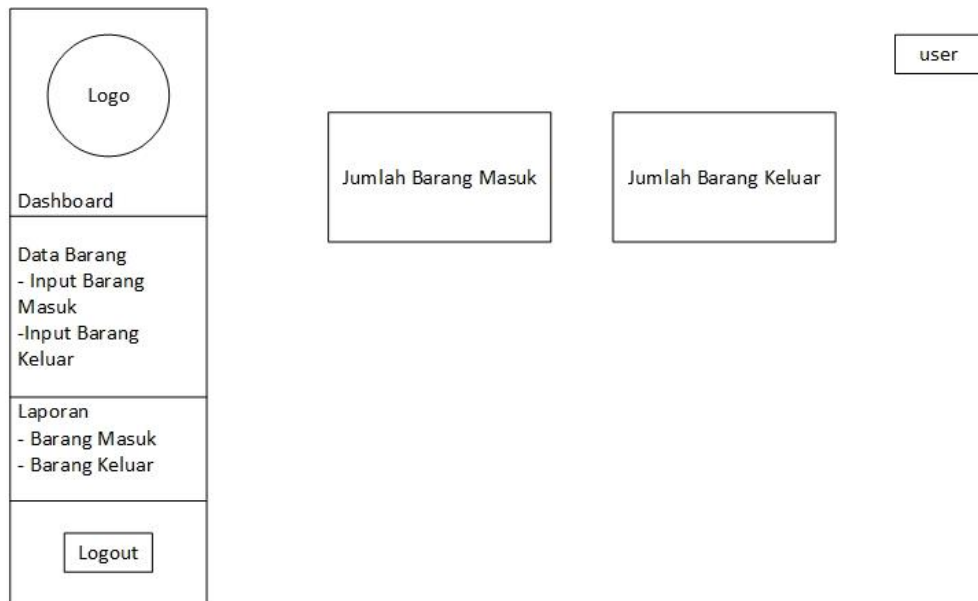 Logo
Dashboard
Data Barang
- Input Barang
Masuk
-Input Barang
Keluar
Laporan
- Barang Masuk
- Barang Keluar
Logout
Jumlah Barang Masuk
Jumlah Barang Keluar
user